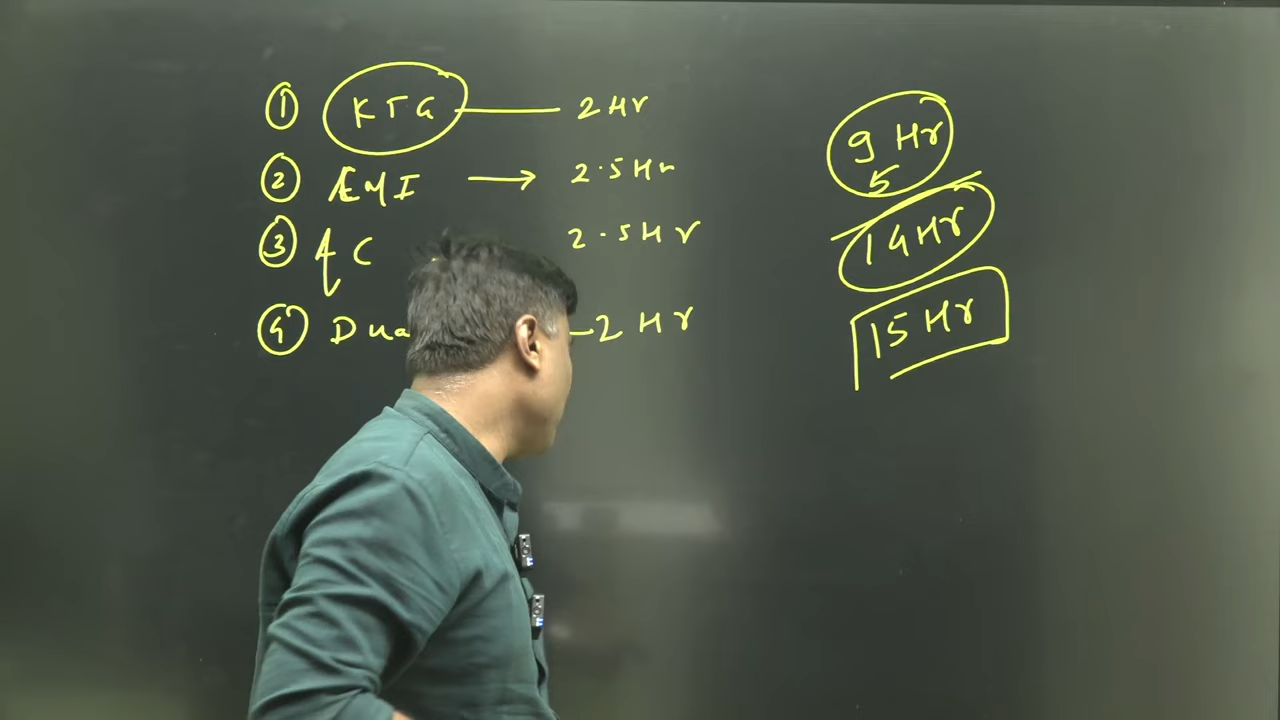 ① KTG — 2 Hr
② EMI → 2.5 Hr
③ AC 2.5 Hr
④ Dua - 2 Hr
9 Hr
5
14 Hr
15 Hr